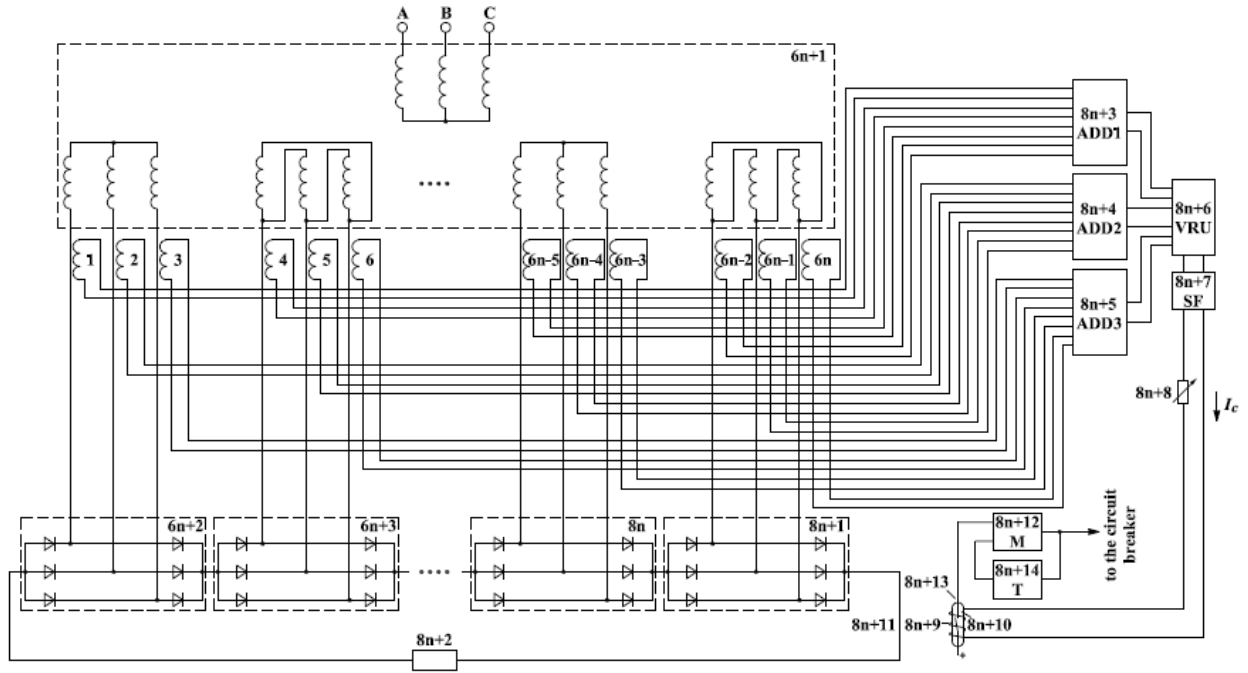 A B C
6n+1
8n+3
ADD1
8n+4
ADD2
8n+6
VRU
1 2 3 4 5 6 6n-5 6n-4 6n-3 6n-2 6n-1 6n
8n+7
SF
8n+5
ADD3
8n+8
Ic
6n+2 6n+3 8n 8n+1
8n+12
M
to the circuit
breaker
8n+14
T
8n+13
8n+11 8n+9 8n+10
8n+2
*